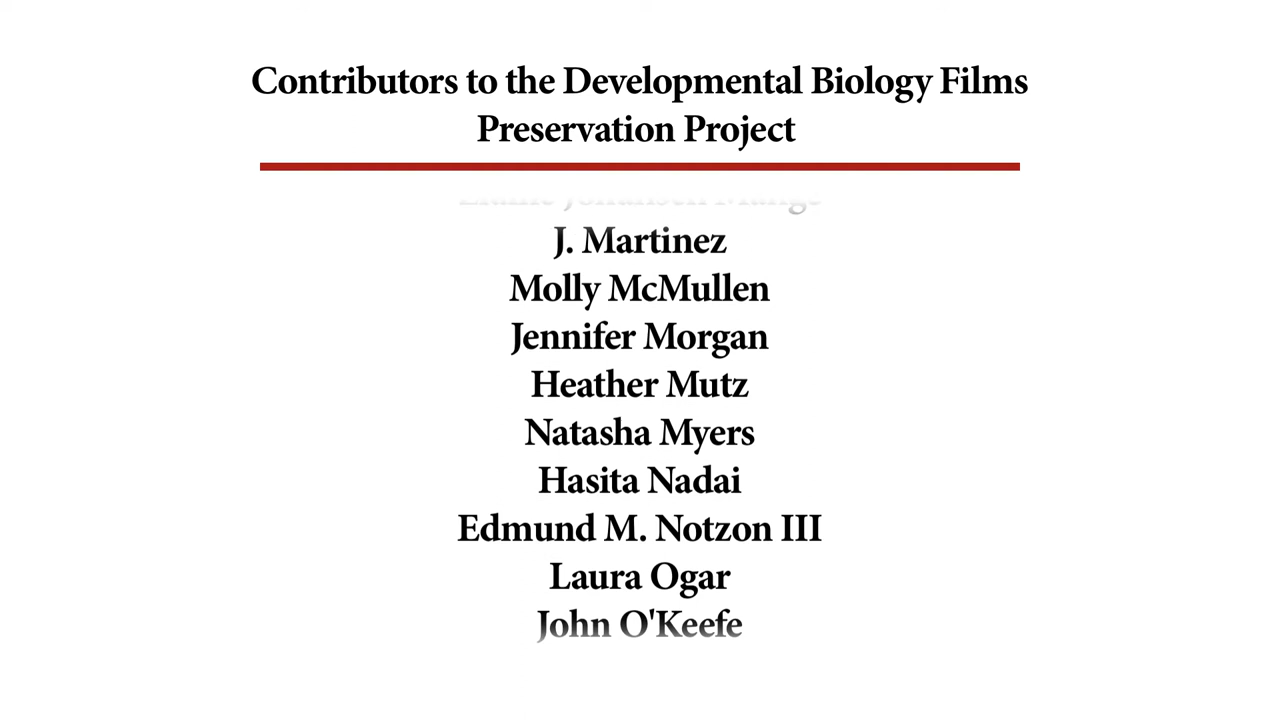 Contributors to the Developmental Biology Films
Preservation Project
J. Martinez
Molly McMullen
Jennifer Morgan
Heather Mutz
Natasha Myers
Hasita Nadai
Edmund M. Notzon III
Laura Ogar
John O'Keefe